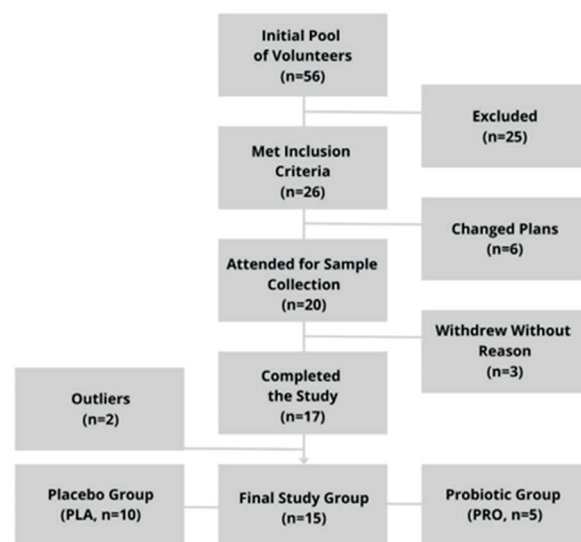 Initial Pool
of Volunteers
(n=56)
Excluded
(n=25)
Met Inclusion
Criteria
(n=26)
Changed Plans
(n=6)
Attended for Sample
Collection
(n=20)
Withdrew Without
Reason
(n=3)
Completed
the Study
(n=17)
Outliers
(n=2)
Placebo Group
(PLA, n=10)
Final Study Group
(n=15)
Probiotic Group
(PRO, n=5)